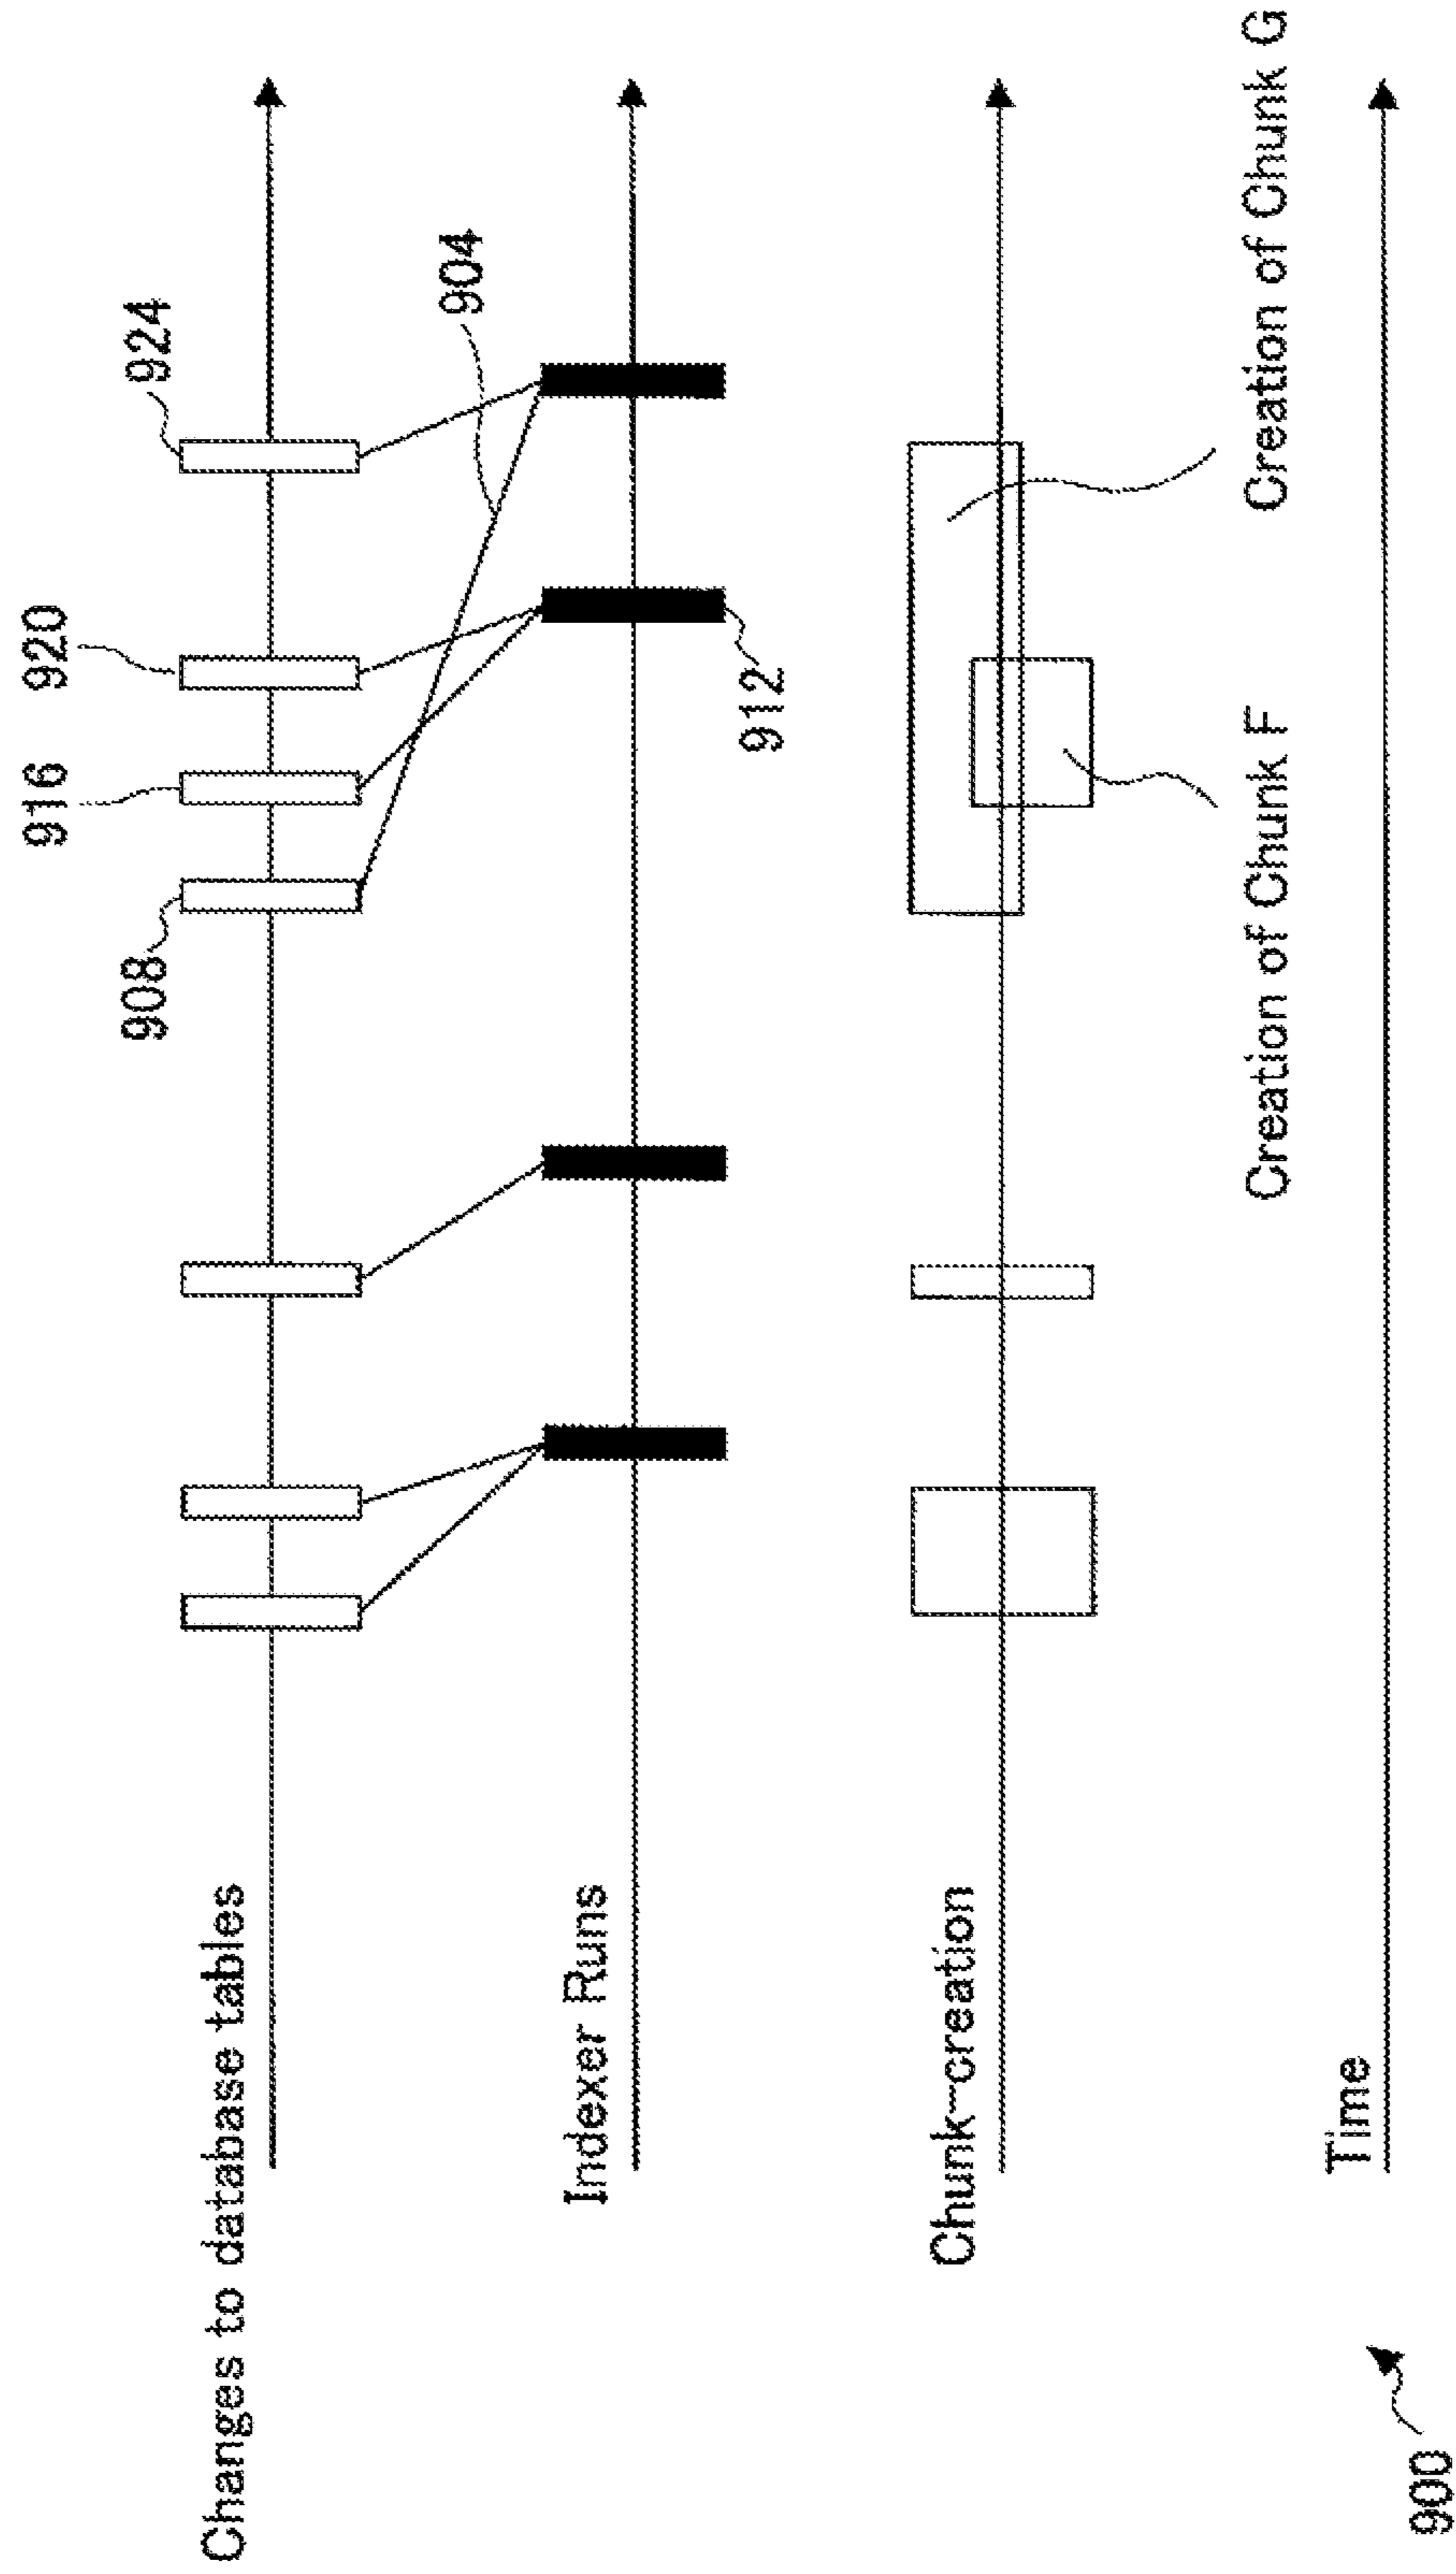 Changes to database tables
908
916
920
924
904
Indexer Runs
912
Chunk-creation
Creation of Chunk F
Creation of Chunk G
Time
900